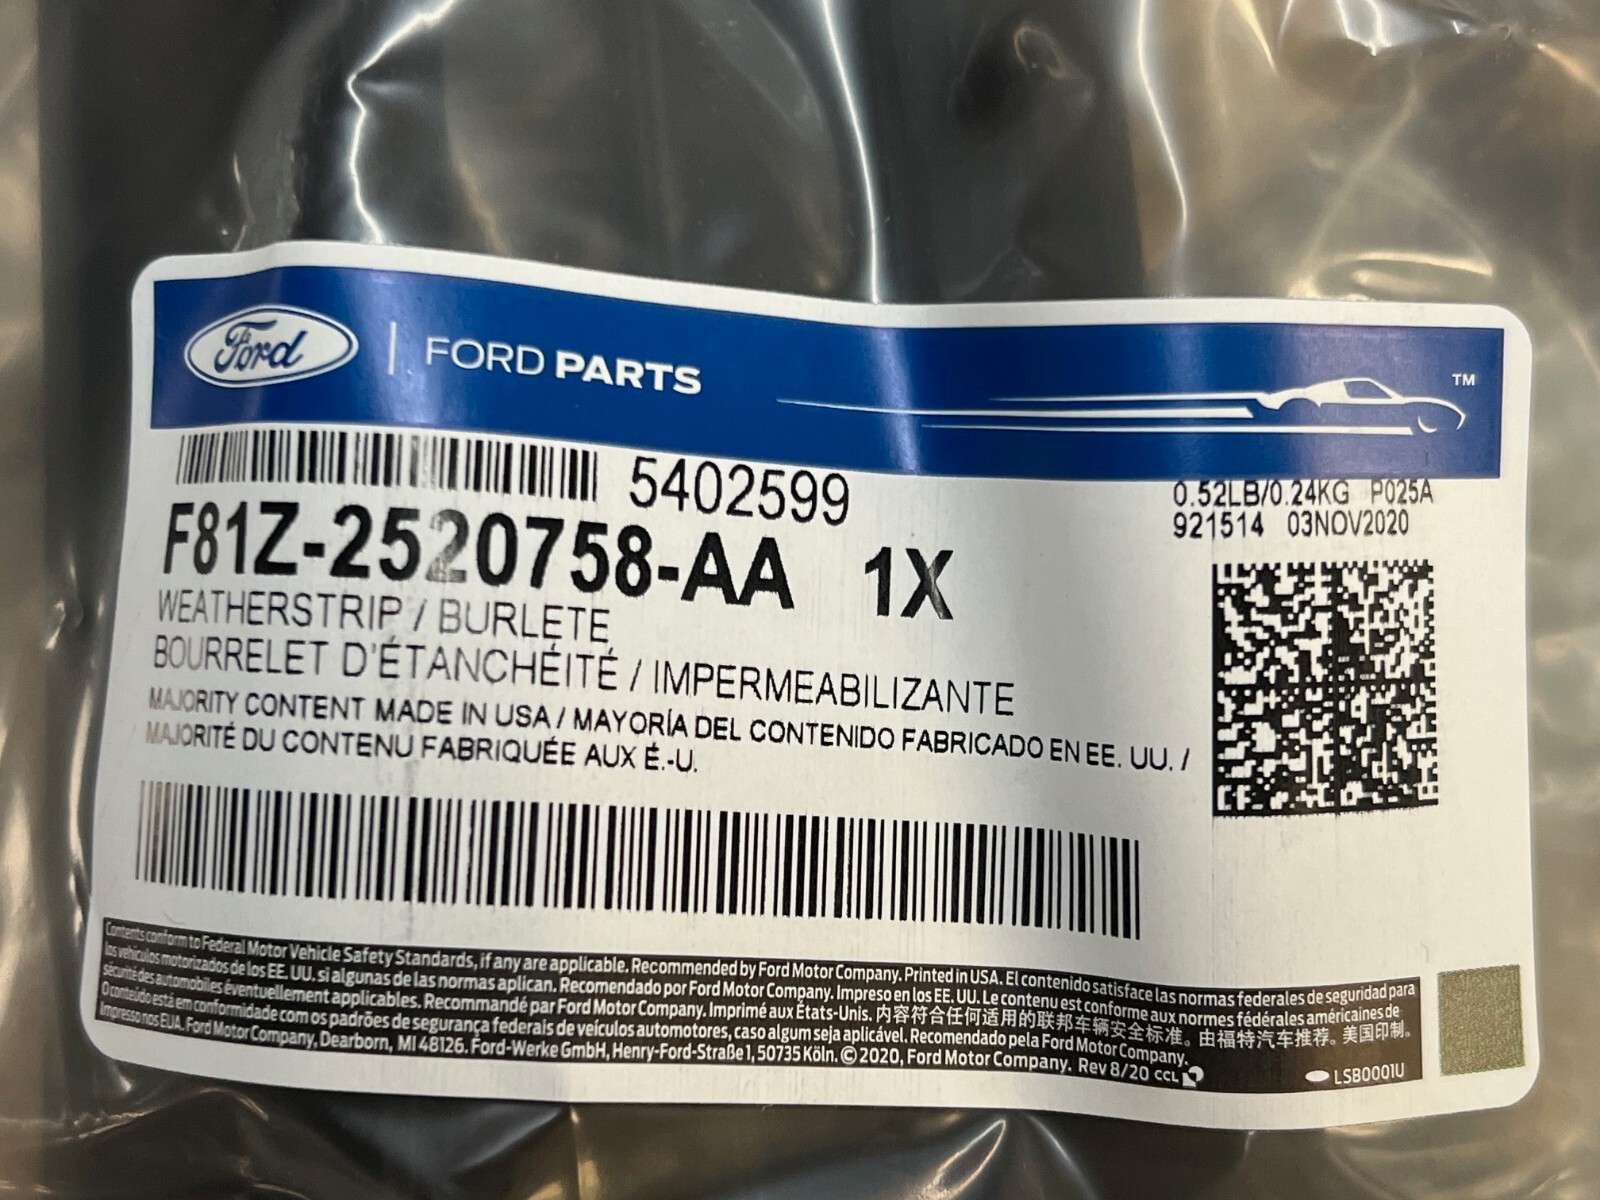 Ford | FORD PARTS ™
5402599
0.52LB/0.24KG P025A
921514 03NOV2020
F81Z-2520758-AA 1X
WEATHERSTRIP / BURLETE
BOURRELET D'ÉTANCHÉITÉ / IMPERMEABILIZANTE
MAJORITY CONTENT MADE IN USA / MAYORÍA DEL CONTENIDO FABRICADO EN EE. UU. /
MAJORITÉ DU CONTENU FABRIQUÉE AUX É.-U.
Contents conform to Federal Motor Vehicle Safety Standards, if any are applicable. Recommended by Ford Motor Company. Printed in USA. El contenido satisface las normas federales de seguridad para
los vehículos motorizados de los EE. UU. si algunas de las normas aplican. Recomendado por Ford Motor Company. Impreso en los EE. UU. Le contenu est conforme aux normes fédérales américaines de
sécurité des automobiles éventuellement applicables. Recommandé par Ford Motor Company. Imprimé aux États-Unis. 内容符合任何适用的联邦车辆安全标准。由福特汽车推荐。美国印制。
O conteúdo está em conformidade com os padrões de segurança federais de veículos automotores, caso algum seja aplicável. Recomendado pela Ford Motor Company.
Impresso nos EUA. Ford Motor Company, Dearborn, MI 48126. Ford-Werke GmbH, Henry-Ford-Straße 1, 50735 Köln. © 2020, Ford Motor Company. Rev 8/20 CCL
LSB0001U